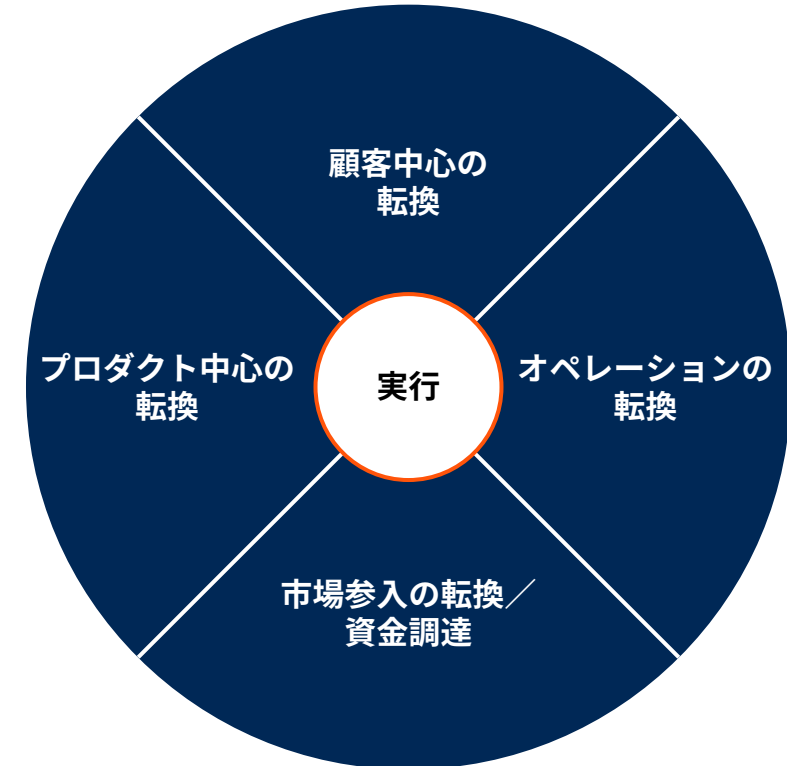 顧客中心の
転換
プロダクト中心の
転換
実行
オペレーションの
転換
市場参入の転換／
資金調達